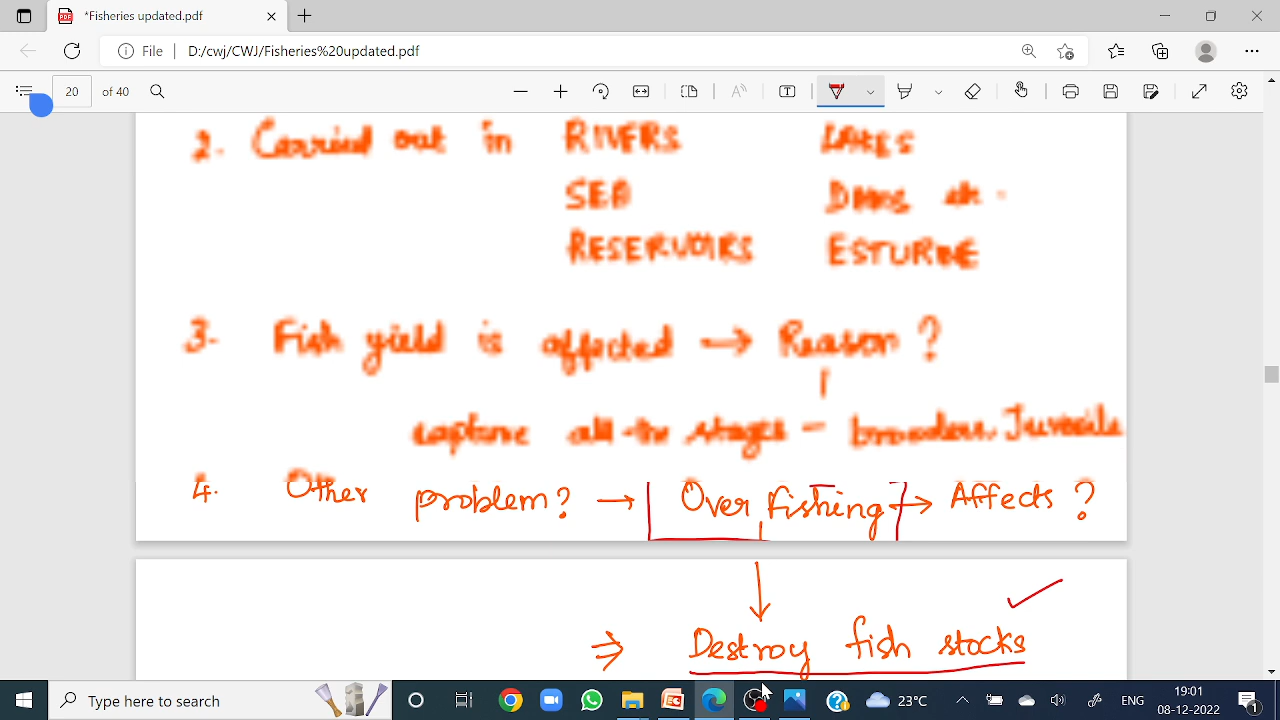 *Fisheries updated.pdf
File | D:/cwj/CWJ/Fisheries%20updated.pdf
20 of 40
2. Carried out in RIVERS LAKES
SEA DAMS etc.
RESERVOIRS ESTURINE
3. Fish yield is affected → Reason ?
capture all the stages - brooders, Juvenile
4. Other problem? → Over fishing → Affects ?
⇒ Destroy fish stocks
Type here to search
23°C
ENG
19:01
08-12-2022
1